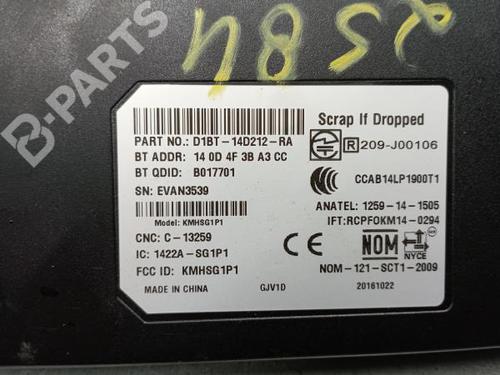 B-PARTS
2584
Scrap If Dropped
PART NO.: D1BT-14D212-RA
BT ADDR: 14 0D 4F 3B A3 CC
BT QDID: B017701
SN: EVAN3539
Model: KMHSG1P1
CNC: C-13259
IC: 1422A-SG1P1
FCC ID: KMHSG1P1
MADE IN CHINA
GJV1D
R 209-J00106
CCAB14LP1900T1
ANATEL: 1259-14-1505
IFT:RCPFOKM14-0294
CE
NOM
NYCE
NOM-121-SCT1-2009
20161022